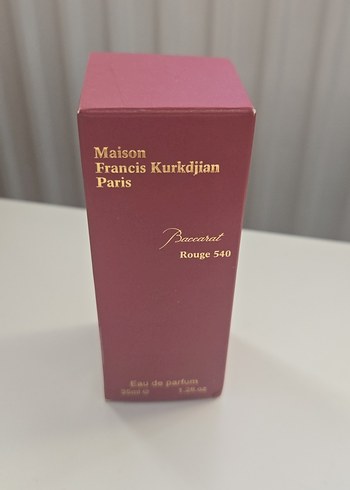 Maison
Francis Kurkdjian
Paris
Baccarat
Rouge 540
Eau de parfum